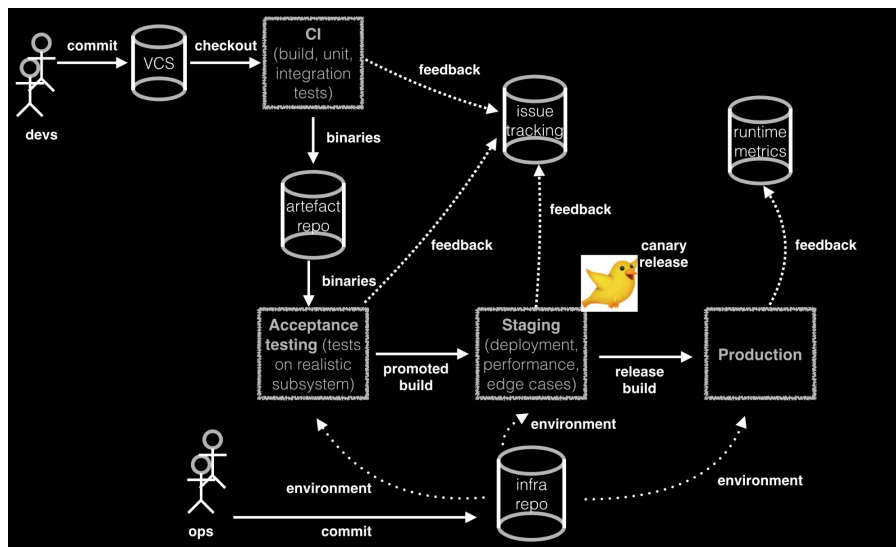 commit
VCS
checkout
CI
(build, unit,
integration
tests)
feedback
devs
issue
tracking
runtime
metrics
binaries
artefact
repo
feedback
feedback
feedback
canary
release
binaries
Acceptance
testing (tests
on realistic
subsystem)
promoted
build
Staging
(deployment,
performance,
edge cases)
release
build
Production
environment
environment
environment
infra
repo
ops
commit